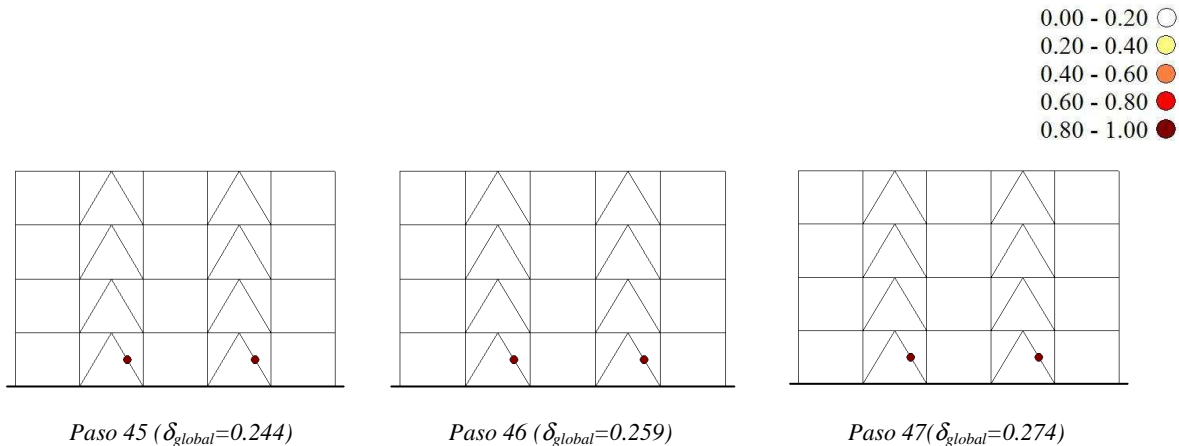 0.00 - 0.20
0.20 - 0.40
0.40 - 0.60
0.60 - 0.80
0.80 - 1.00
Paso 45 (δglobal=0.244)
Paso 46 (δglobal=0.259)
Paso 47(δglobal=0.274)